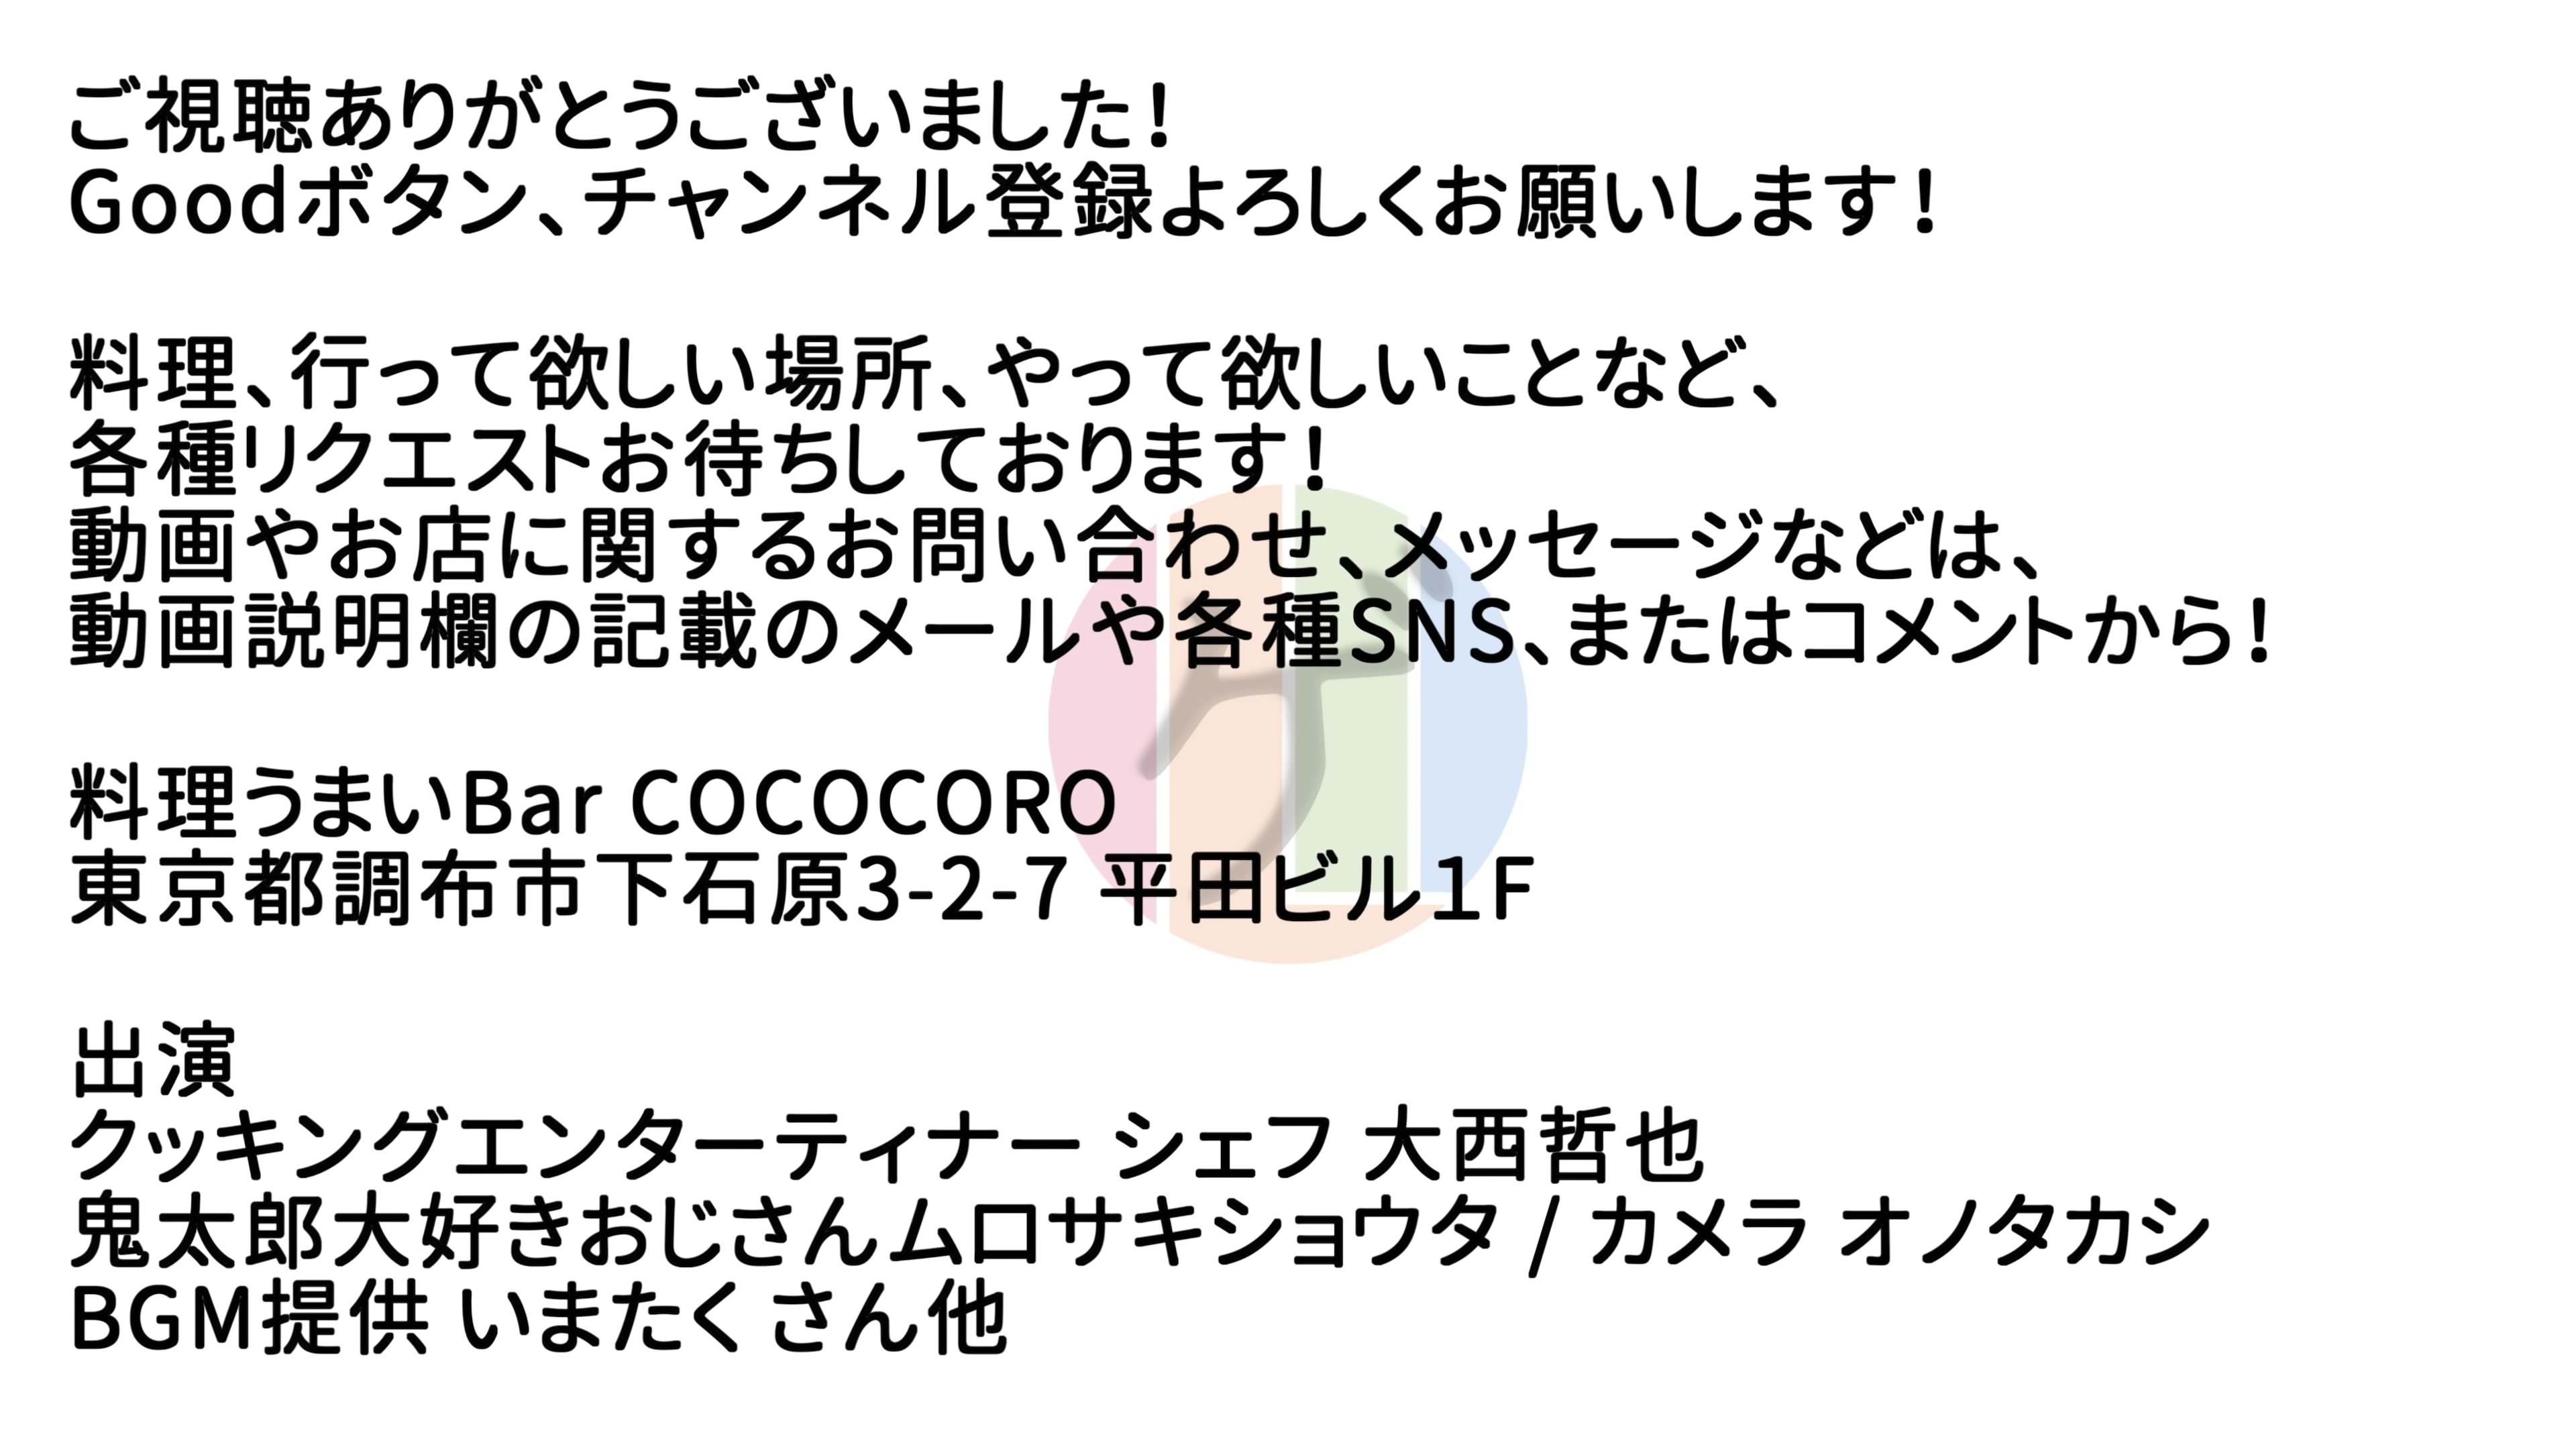 ご視聴ありがとうございました！
Goodボタン、チャンネル登録よろしくお願いします！
料理、行って欲しい場所、やって欲しいことなど、
各種リクエストお待ちしております！
動画やお店に関するお問い合わせ、メッセージなどは、
動画説明欄の記載のメールや各種SNS、またはコメントから！
料理うまいBar COCOCORO
東京都調布市下石原3-2-7 平田ビル1F
出演
クッキングエンターティナー シェフ 大西哲也
鬼太郎大好きおじさんムロサキショウタ / カメラ オノタカシ
BGM提供 いまたくさん他